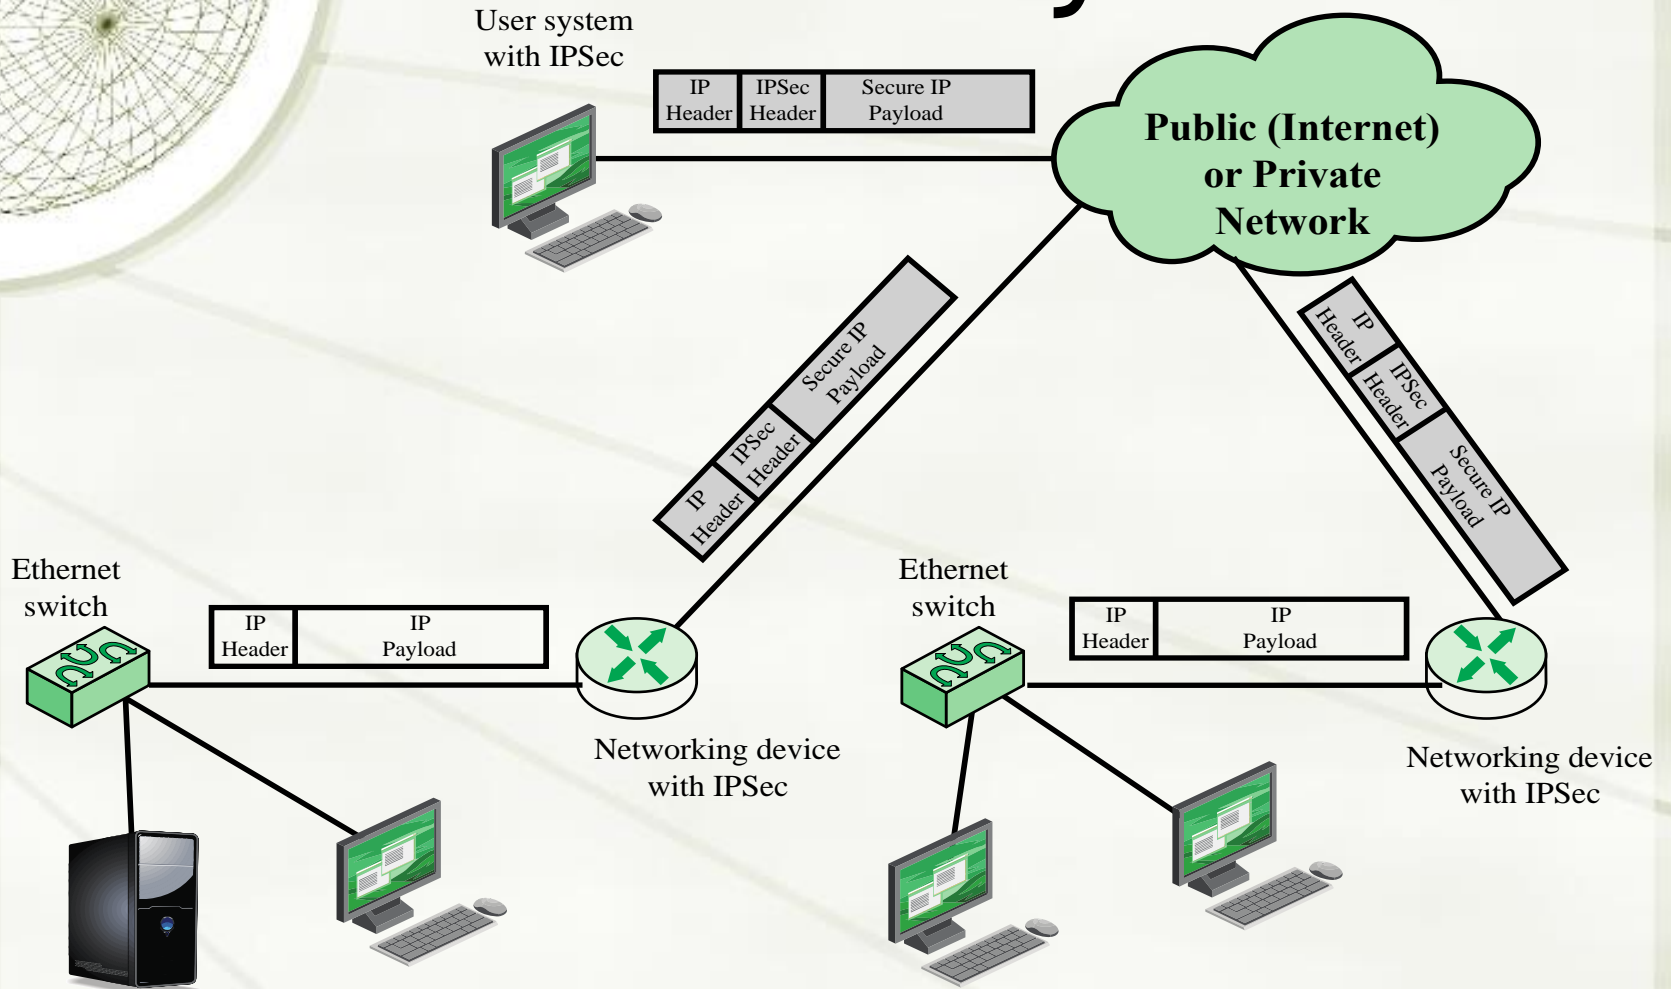 User system
with IPSec
IP
Header
IPSec
Header
Secure IP
Payload
Public (Internet)
or Private
Network
Secure IP
Payload
IPSec
Header
IP
Header
IP
Header
IPSec
Header
Secure IP
Payload
Ethernet
switch
IP
Header
IP
Payload
Networking device
with IPSec
Ethernet
switch
IP
Header
IP
Payload
Networking device
with IPSec